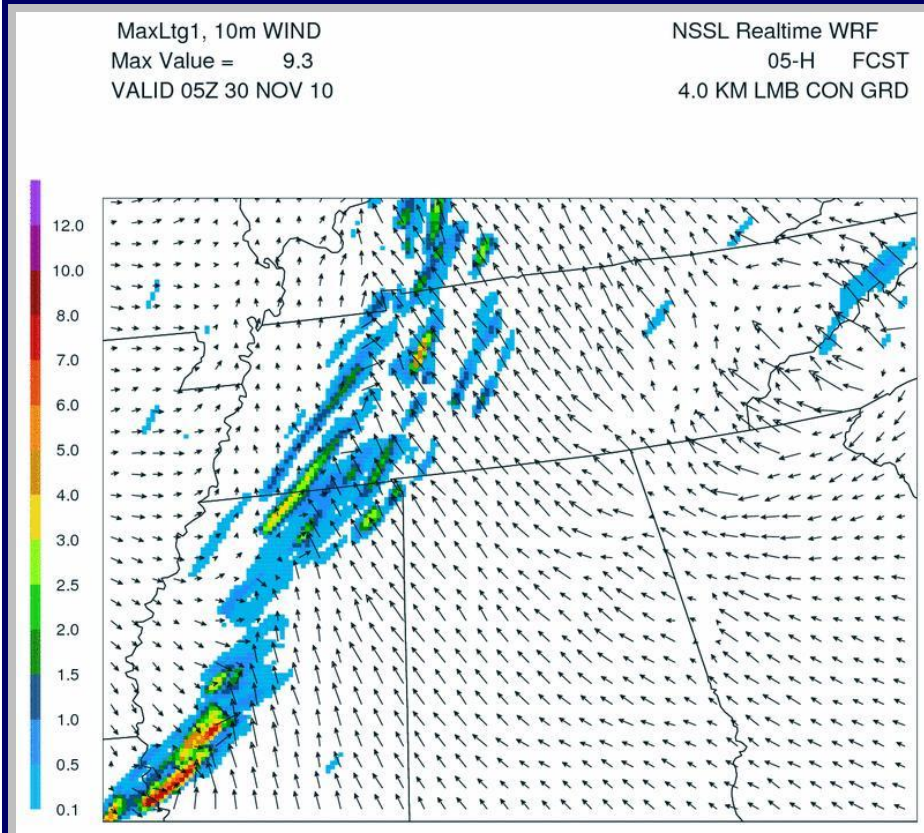 MaxLtg1, 10m WIND
Max Value = 9.3
VALID 05Z 30 NOV 10
NSSL Realtime WRF
05-H FCST
4.0 KM LMB CON GRD
12.0
10.0
8.0
7.0
6.0
5.0
4.0
3.0
2.5
2.0
1.5
1.0
0.5
0.1